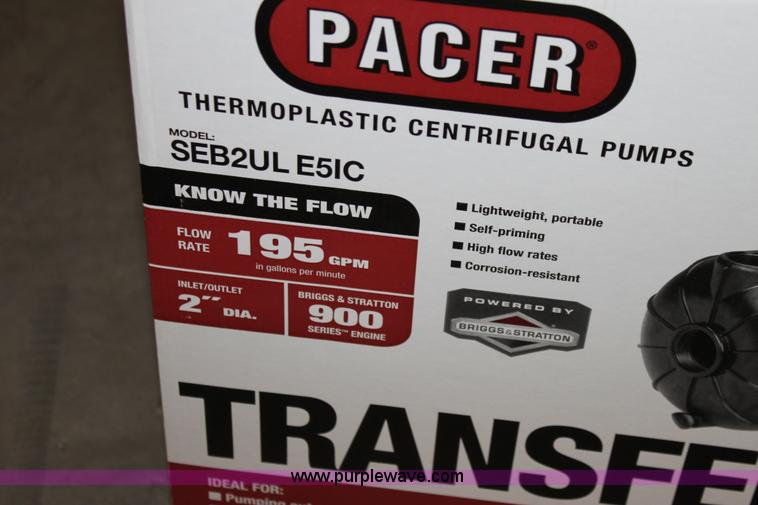 PACER®
THERMOPLASTIC CENTRIFUGAL PUMPS
MODEL:
SEB2UL E5IC
KNOW THE FLOW
FLOW RATE 195 GPM
in gallons per minute
INLET/OUTLET
2" DIA.
BRIGGS & STRATTON
900
SERIES™ ENGINE
■ Lightweight, portable
■ Self-priming
■ High flow rates
■ Corrosion-resistant
POWERED BY
BRIGGS & STRATTON
TRANSFE
IDEAL FOR:
■ Pumping
www.purplewave.com